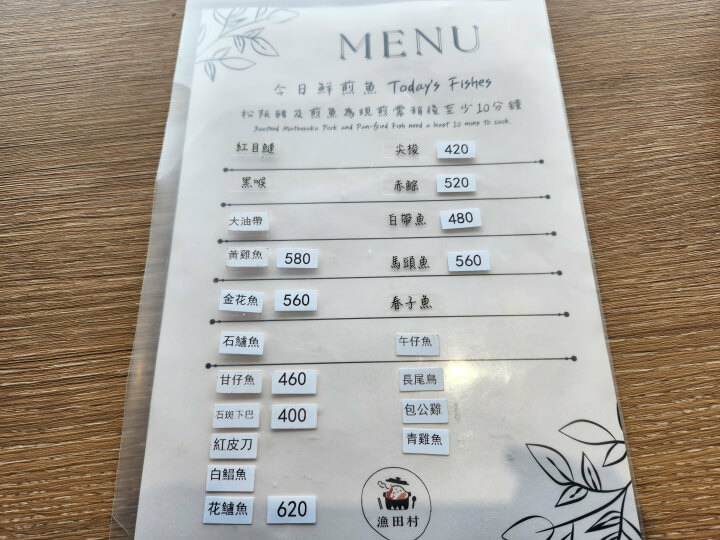 MENU
今日鮮煎魚 Today's Fishes
松阪豬及煎魚為現煎需稍後至少10分鐘
Sauteed Matsusaka Pork and Pan-fried Fish need a least 10 mins to cook.
紅目鰱 尖梭 420
黑喉 赤鯮 520
大油帶 白帶魚 480
黃雞魚 580 馬頭魚 560
金花魚 560 春子魚
石鱸魚 午仔魚
甘仔魚 460 長尾鳥
石斑下巴 400 包公雞
紅皮刀 青雞魚
白鯧魚
花鱸魚 620
漁田村